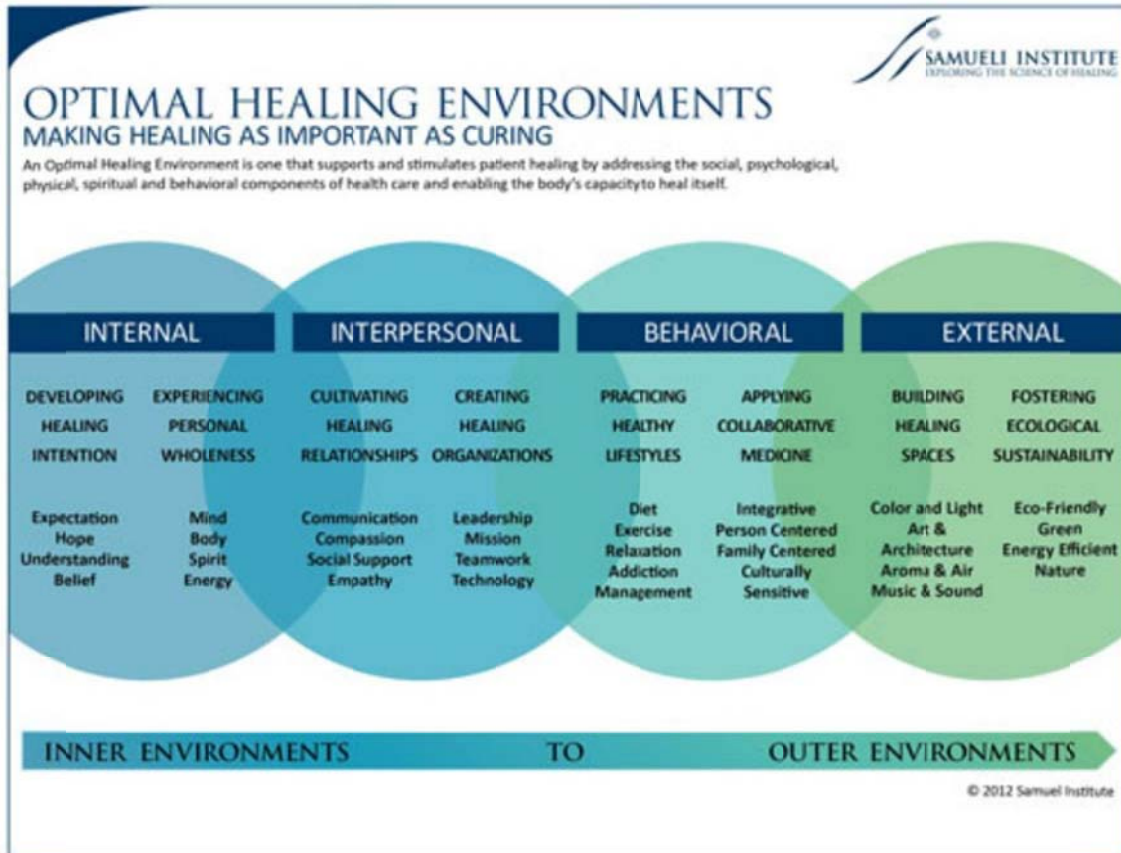 SAMUELI INSTITUTE
EXPLORING THE SCIENCE OF HEALING
OPTIMAL HEALING ENVIRONMENTS
MAKING HEALING AS IMPORTANT AS CURING
An Optimal Healing Environment is one that supports and stimulates patient healing by addressing the social, psychological,
physical, spiritual and behavioral components of health care and enabling the body's capacity to heal itself.
INTERNAL
DEVELOPING
HEALING
INTENTION
Expectation
Hope
Understanding
Belief
EXPERIENCING
PERSONAL
WHOLENESS
Mind
Body
Spirit
Energy
INTERPERSONAL
CULTIVATING
HEALING
RELATIONSHIPS
Communication
Compassion
Social Support
Empathy
CREATING
HEALING
ORGANIZATIONS
Leadership
Mission
Teamwork
Technology
BEHAVIORAL
PRACTICING
HEALTHY
LIFESTYLES
Diet
Exercise
Relaxation
Addiction
Management
APPLYING
COLLABORATIVE
MEDICINE
Integrative
Person Centered
Family Centered
Culturally
Sensitive
EXTERNAL
BUILDING
HEALING
SPACES
Color and Light
Art &
Architecture
Aroma & Air
Music & Sound
FOSTERING
ECOLOGICAL
SUSTAINABILITY
Eco-Friendly
Green
Energy Efficient
Nature
INNER ENVIRONMENTS TO OUTER ENVIRONMENTS
© 2012 Samuel Institute